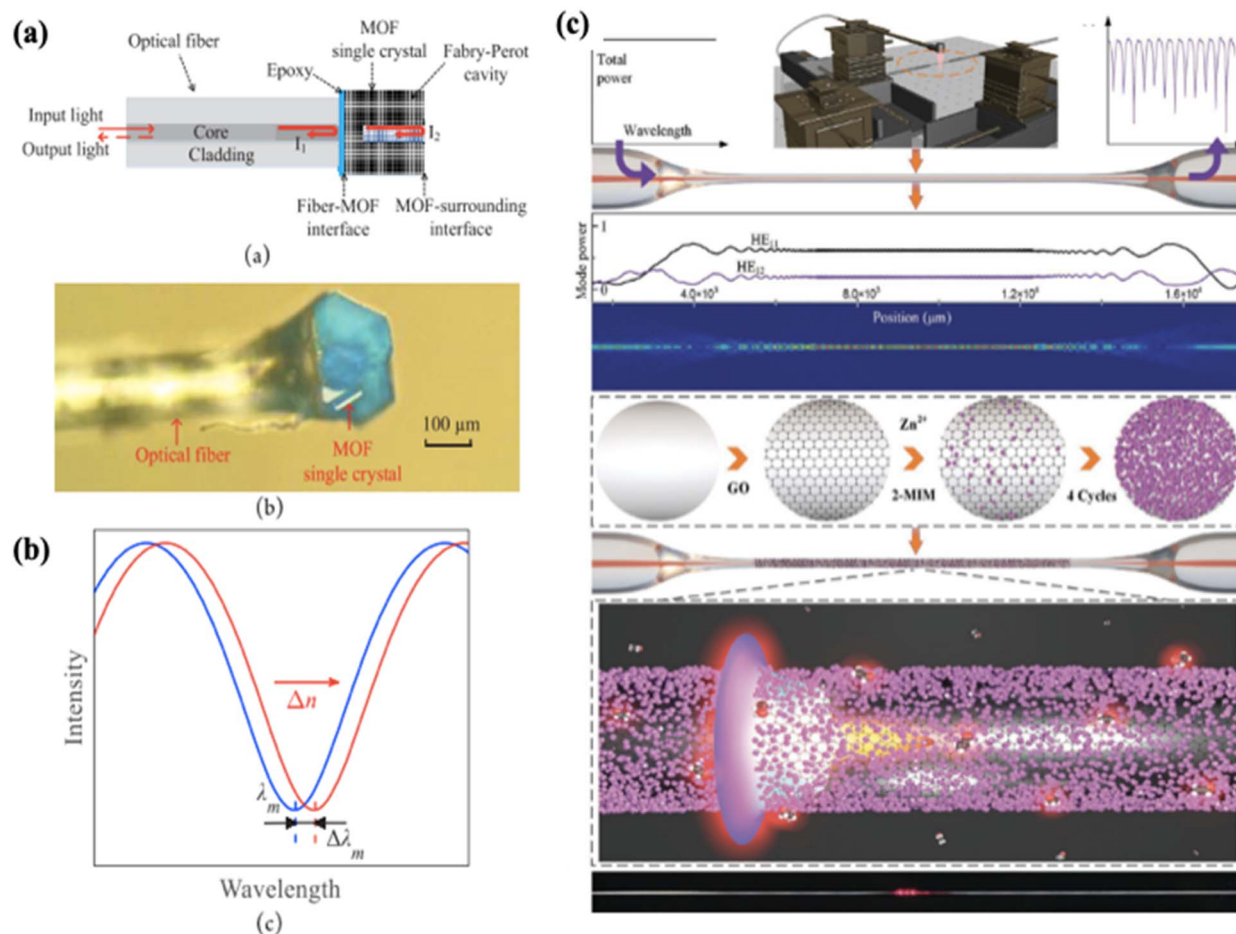 (a)
Optical fiber
MOF
single crystal
Epoxy
Fabry-Perot
cavity
Input light
Output light
Core
Cladding
I₁
I₂
Fiber-MOF
interface
MOF-surrounding
interface
(a)
Optical fiber
MOF
single crystal
100 µm
(b)
(b)
Intensity
Δn
λm
Δλm
Wavelength
(c)
(c)
Total
power
Wavelength
Mode power
1
0
HE₁₁
HE₁₂
4.0×10³
8.0×10³
1.2×10⁴
Position (µm)
GO
Zn²⁺
2-MIM
4 Cycles